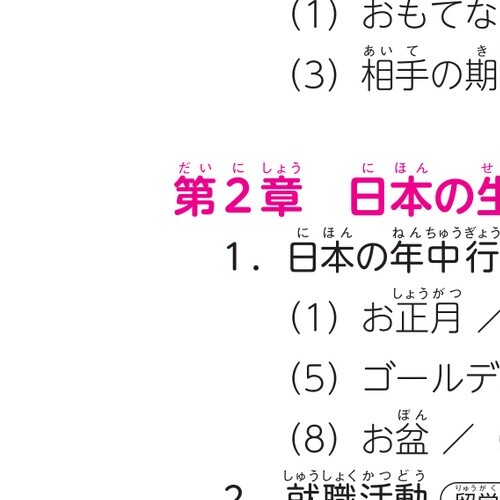 （1）おもてな
（3）相手の期
第2章　日本の
1．日本の年中行
（1）お正月 ／
（5）ゴールデ
（8）お盆 ／
2．就職活動